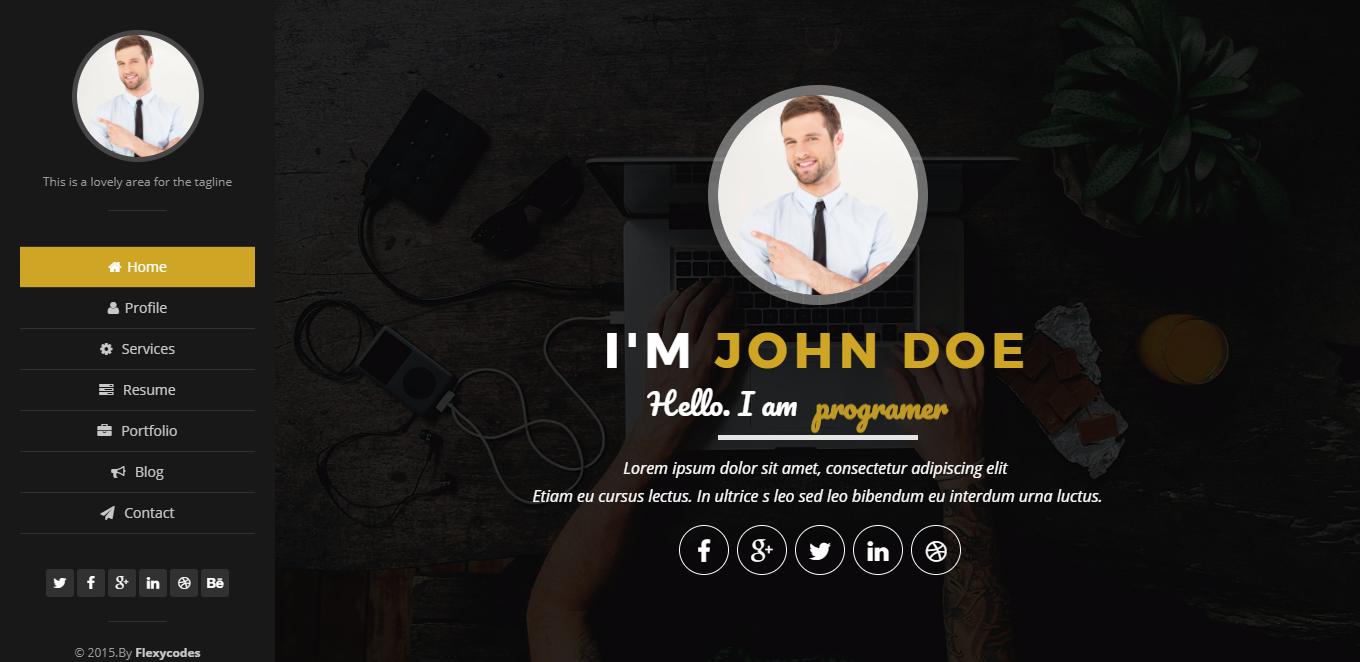 This is a lovely area for the tagline
Home
Profile
Services
Resume
Portfolio
Blog
Contact
Bē
© 2015.By Flexycodes
I'M JOHN DOE
Hello. I am programer
Lorem ipsum dolor sit amet, consectetur adipiscing elit
Etiam eu cursus lectus. In ultrice s leo sed leo bibendum eu interdum urna luctus.